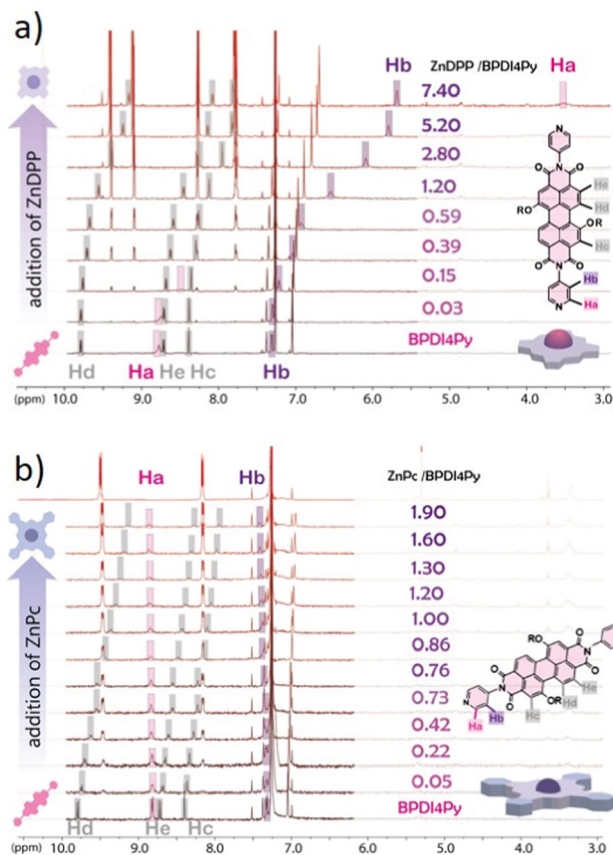 a)
Hb ZnDPP /BPDI4Py Ha
7.40
5.20
2.80
1.20
0.59
0.39
0.15
0.03
BPDI4Py
addition of ZnDPP
N
O N O
He
Hd
RO
OR
Hc
O N O
Hb
N Ha
Hd Ha He Hc Hb
(ppm) 10.0 9.0 8.0 7.0 6.0 5.0 4.0 3.0
b)
Ha Hb ZnPc /BPDI4Py
1.90
1.60
1.30
1.20
1.00
0.86
0.76
0.73
0.42
0.22
0.05
BPDI4Py
addition of ZnPc
RO
O N O
He
Hd
OR
Hc
O N O
N
Hb
Ha
Hd He Hc
(ppm) 10.0 9.0 8.0 7.0 6.0 5.0 4.0 3.0